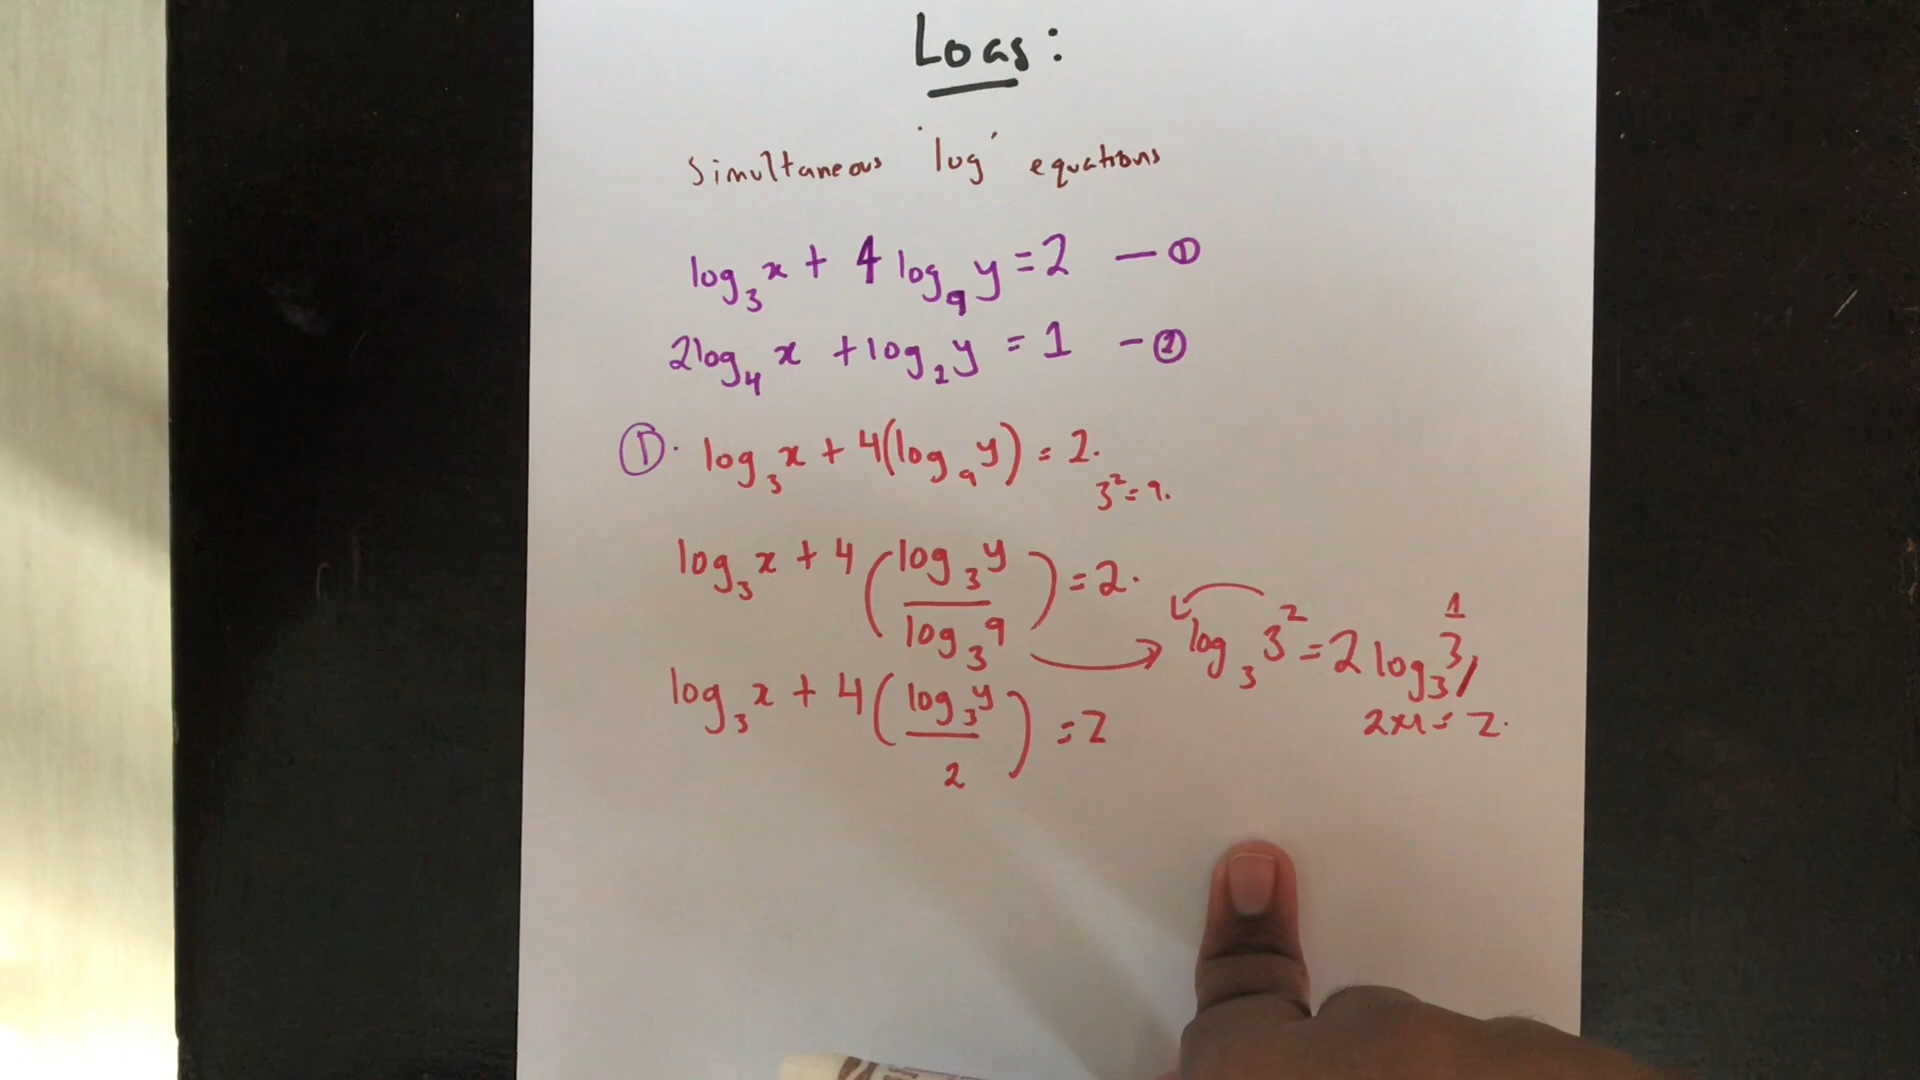 Logs:
Simultaneous 'log' equations
log₃x + 4 log₉y = 2 — ①
2log₄x + log₂y = 1 — ②
①. log₃x + 4(log₉y) = 2.
3² = 9.
log₃x + 4(log₃y / log₃9) = 2.
log₃3² = 2 log₃3 1
2x1 = 2.
log₃x + 4(log₃y / 2) = 2